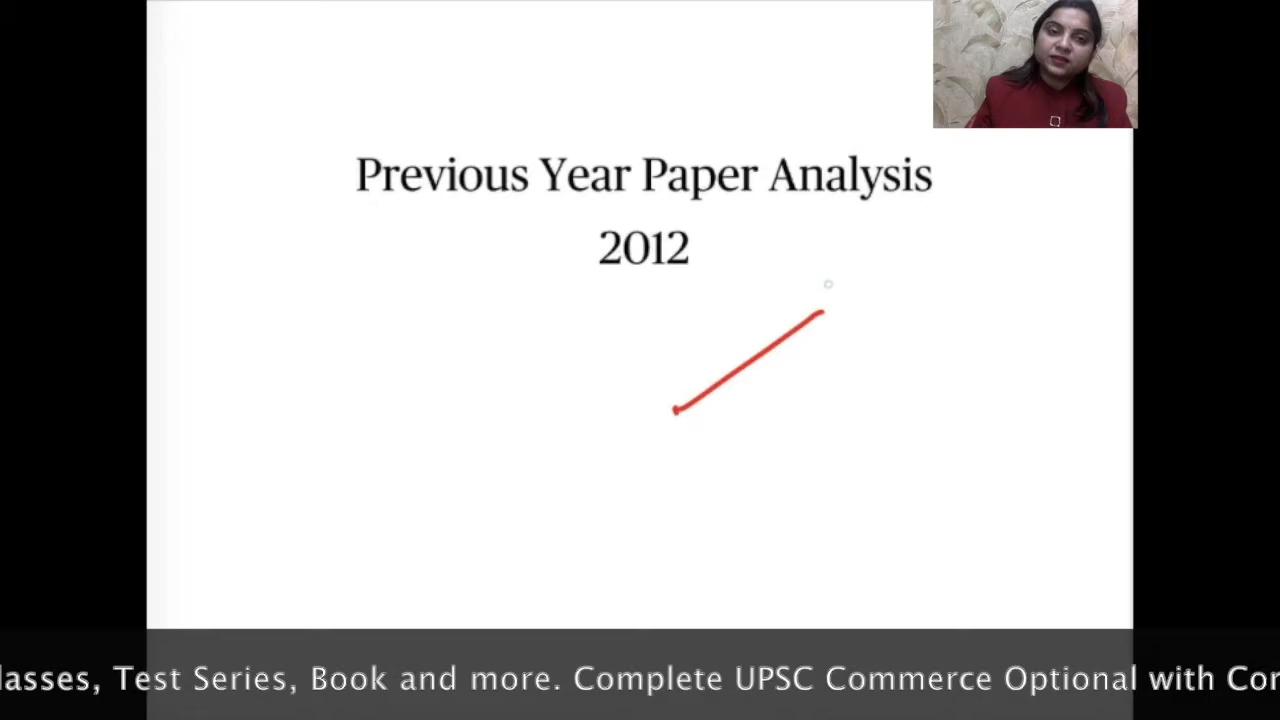 Previous Year Paper Analysis
2012
lasses, Test Series, Book and more. Complete UPSC Commerce Optional with Cor